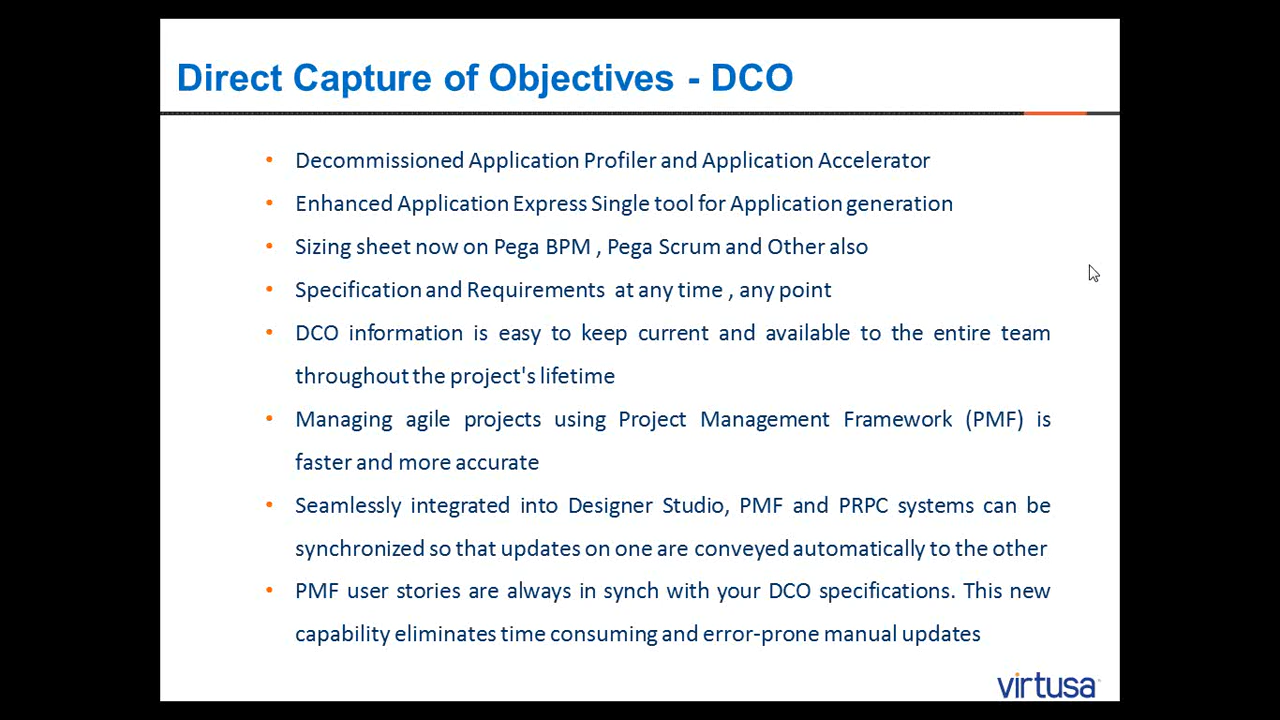 Direct Capture of Objectives - DCO
• Decommissioned Application Profiler and Application Accelerator
• Enhanced Application Express Single tool for Application generation
• Sizing sheet now on Pega BPM , Pega Scrum and Other also
• Specification and Requirements at any time , any point
• DCO information is easy to keep current and available to the entire team
throughout the project's lifetime
• Managing agile projects using Project Management Framework (PMF) is
faster and more accurate
• Seamlessly integrated into Designer Studio, PMF and PRPC systems can be
synchronized so that updates on one are conveyed automatically to the other
• PMF user stories are always in synch with your DCO specifications. This new
capability eliminates time consuming and error-prone manual updates
virtusa